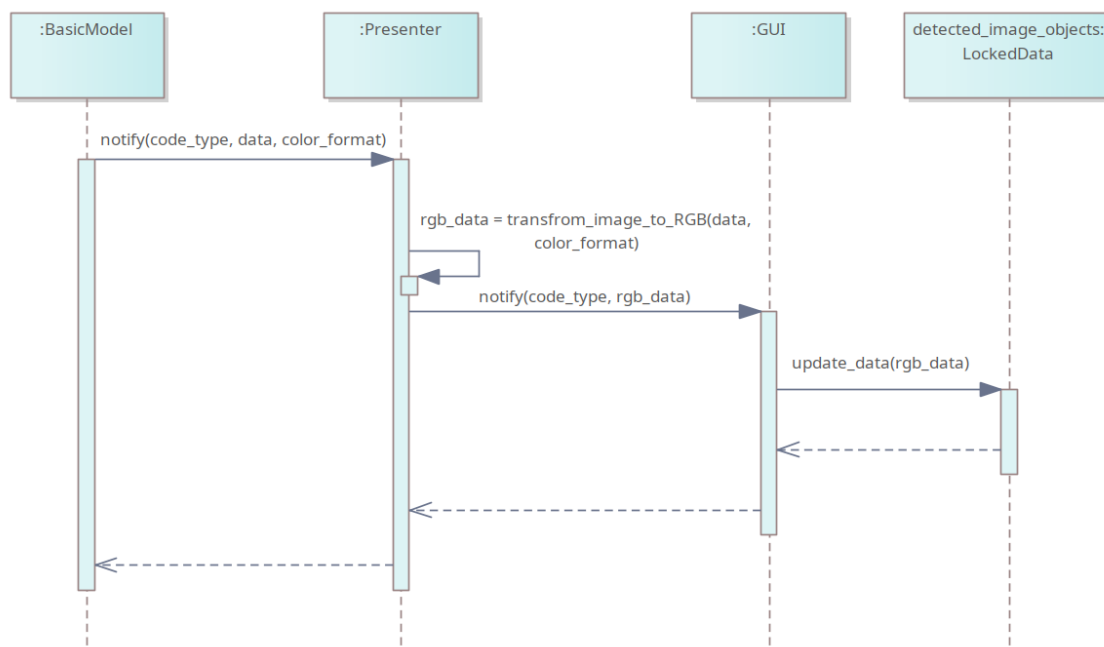 :BasicModel
:Presenter
:GUI
detected_image_objects:
LockedData
notify(code_type, data, color_format)
rgb_data = transfrom_image_to_RGB(data,
color_format)
notify(code_type, rgb_data)
update_data(rgb_data)